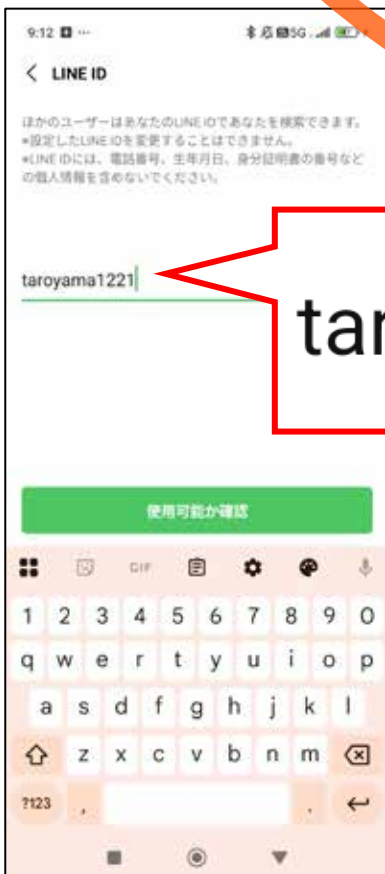 9:12
5G
LINE ID
ほかのユーザーはあなたのLINE IDであなたを検索できます。
※設定したLINE IDを変更することはできません。
※LINE IDには、電話番号、生年月日、身分証明書の番号など
の個人情報を含めないでください。
taroyama1221
tar
使用可能か確認
GIF
1 2 3 4 5 6 7 8 9 0
q w e r t y u i o p
a s d f g h j k l
z x c v b n m
?123 , .